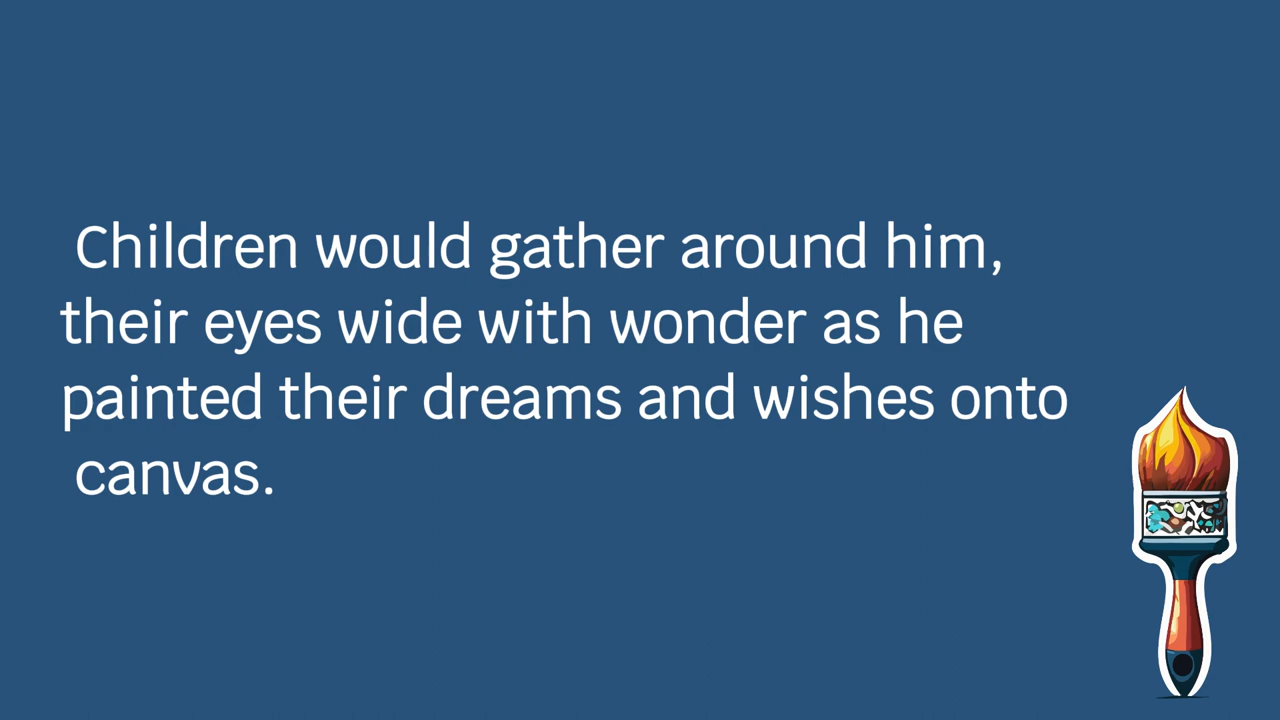 Children would gather around him,
their eyes wide with wonder as he
painted their dreams and wishes onto
canvas.